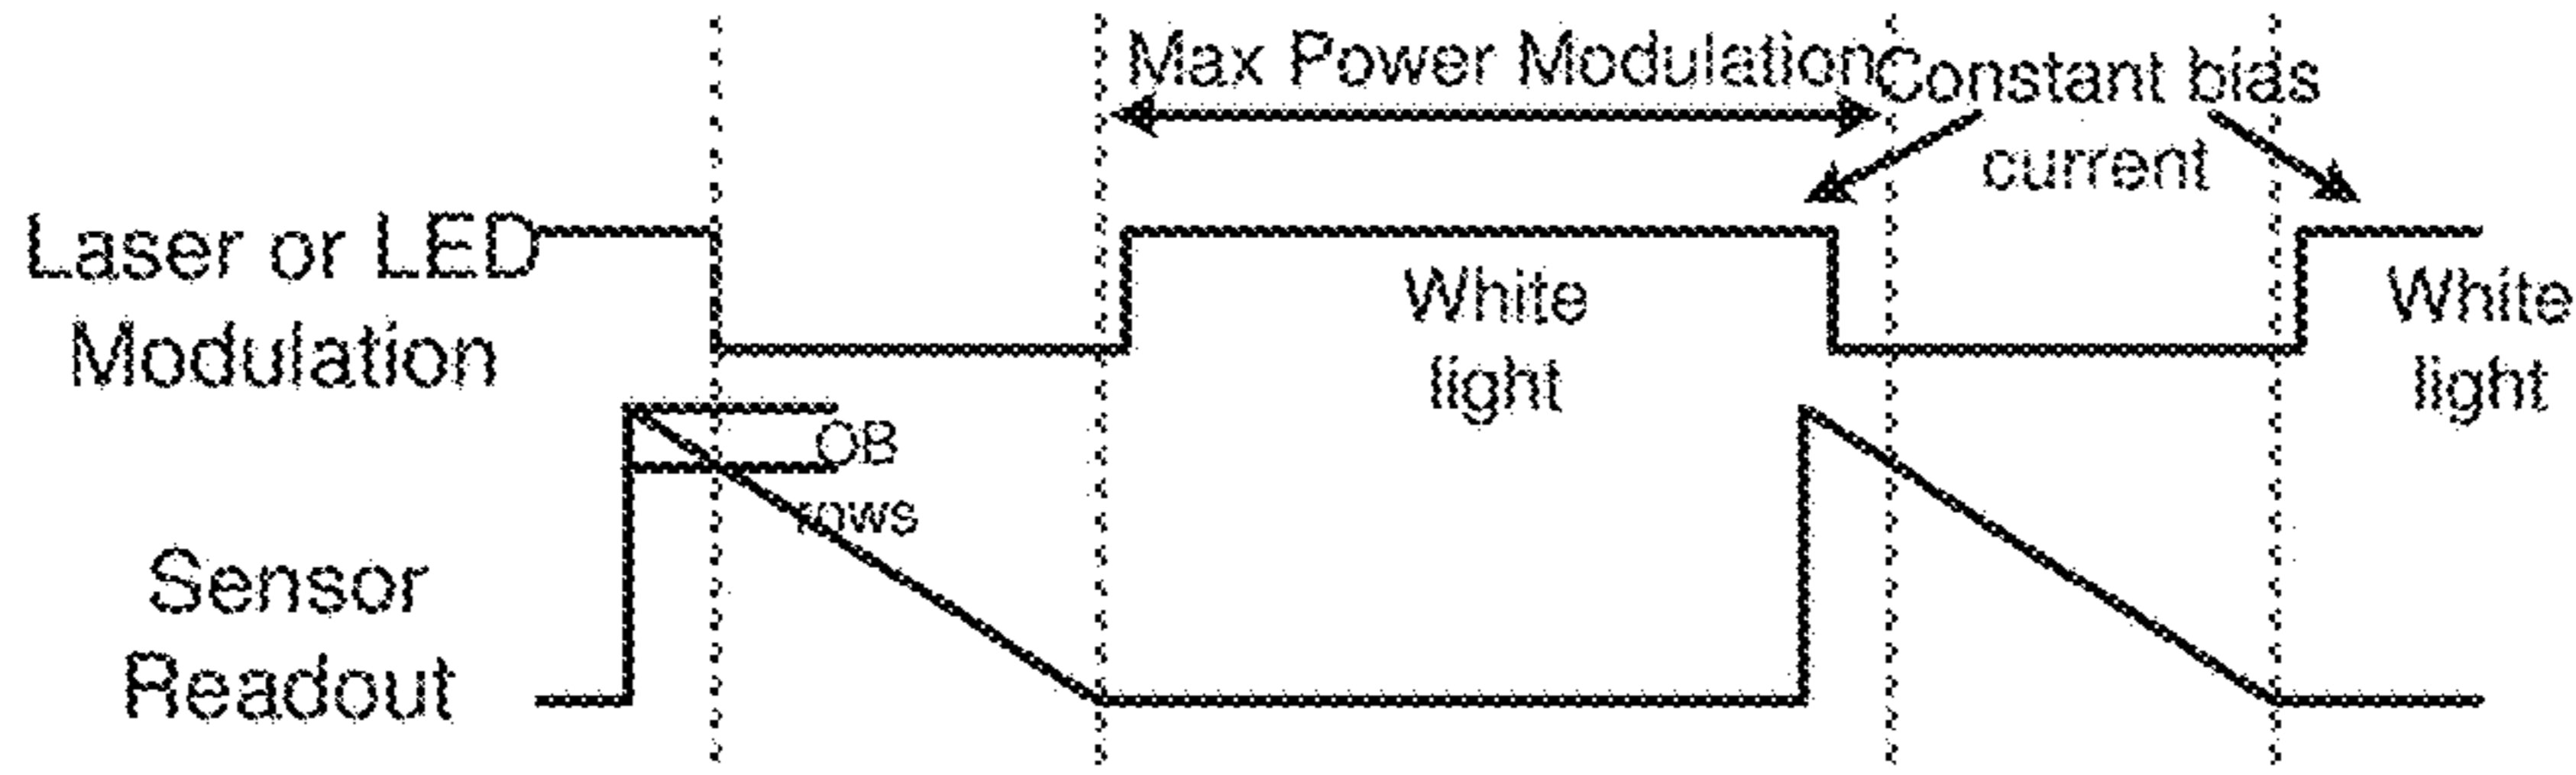 Max Power Modulation
Constant bias
current
Laser or LED
Modulation
White
light
White
light
OB
rows
Sensor
Readout